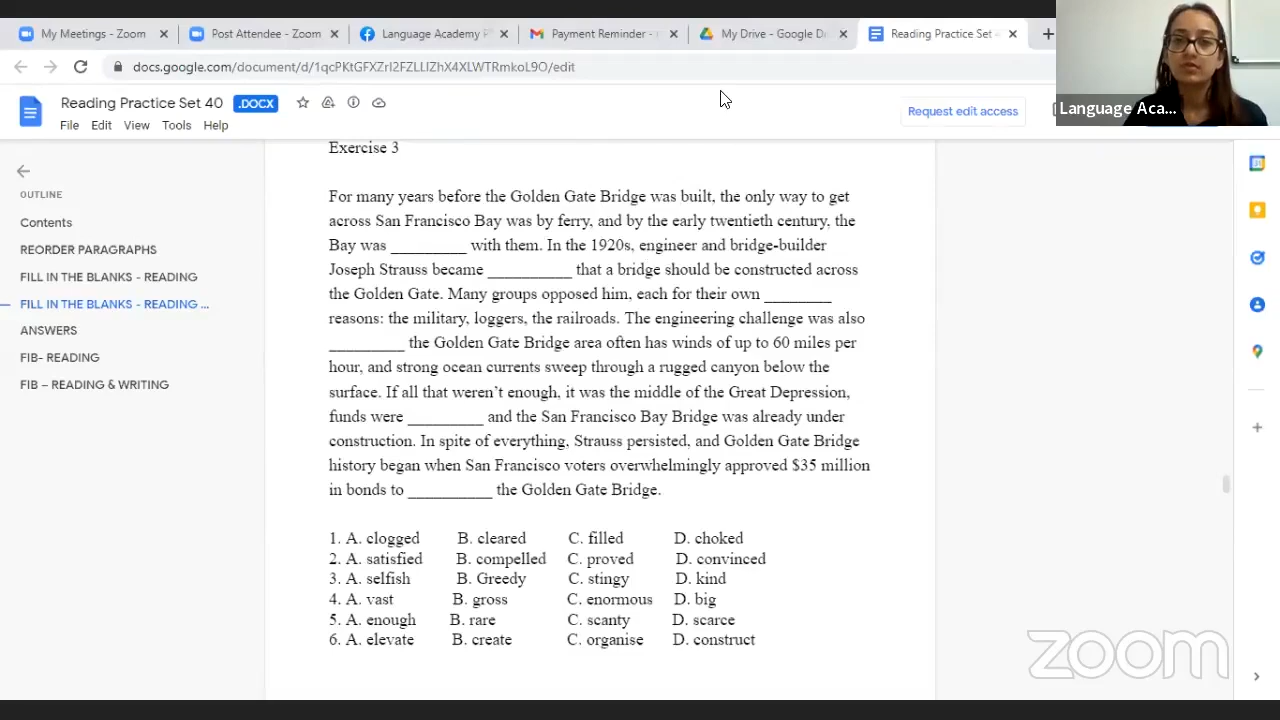 My Meetings - Zoom
Post Attendee - Zoom
Language Academy
Payment Reminder -
My Drive - Google D
Reading Practice Set
docs.google.com/document/d/1qcPKtGFXZrI2FZLLIZhX4XLWTRmkoL9O/edit
Reading Practice Set 40
.DOCX
Request edit access
File Edit View Tools Help
Language Aca...
OUTLINE
Contents
REORDER PARAGRAPHS
FILL IN THE BLANKS - READING
FILL IN THE BLANKS - READING ...
ANSWERS
FIB- READING
FIB – READING & WRITING
Exercise 3
For many years before the Golden Gate Bridge was built, the only way to get
across San Francisco Bay was by ferry, and by the early twentieth century, the
Bay was _________ with them. In the 1920s, engineer and bridge-builder
Joseph Strauss became __________ that a bridge should be constructed across
the Golden Gate. Many groups opposed him, each for their own ________
reasons: the military, loggers, the railroads. The engineering challenge was also
_________ the Golden Gate Bridge area often has winds of up to 60 miles per
hour, and strong ocean currents sweep through a rugged canyon below the
surface. If all that weren’t enough, it was the middle of the Great Depression,
funds were _________ and the San Francisco Bay Bridge was already under
construction. In spite of everything, Strauss persisted, and Golden Gate Bridge
history began when San Francisco voters overwhelmingly approved $35 million
in bonds to __________ the Golden Gate Bridge.
1. A. clogged B. cleared C. filled D. choked
2. A. satisfied B. compelled C. proved D. convinced
3. A. selfish B. Greedy C. stingy D. kind
4. A. vast B. gross C. enormous D. big
5. A. enough B. rare C. scanty D. scarce
6. A. elevate B. create C. organise D. construct
zoom